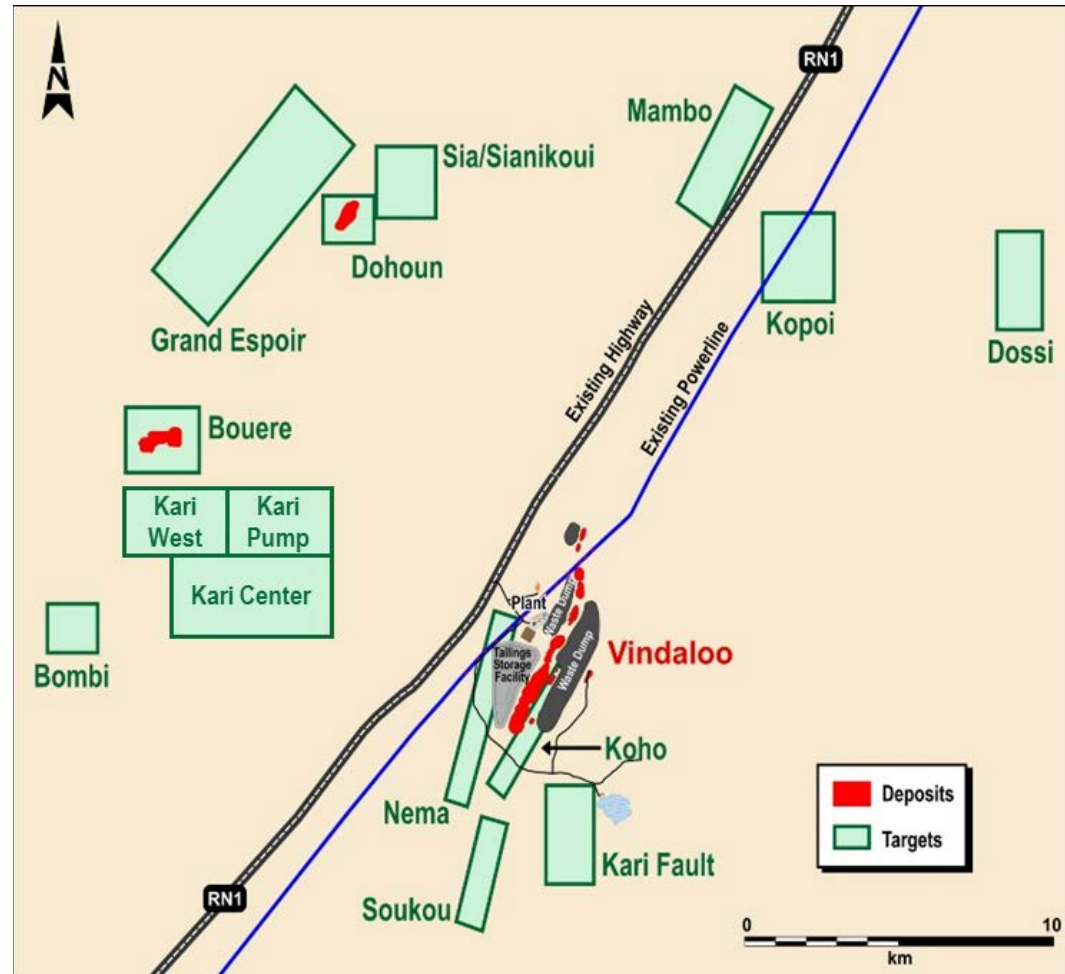 N
RN1
Mambo
Sia/Sianikoui
Dohoun
Grand Espoir
Kopoi
Dossi
Existing Highway
Existing Powerline
Bouere
Kari
West
Kari
Pump
Kari Center
Bombi
Plant
Waste Dump
Tailings
Storage
Facility
Waste Dump
Vindaloo
Koho
Nema
Kari Fault
Soukou
RN1
Deposits
Targets
0
10
km